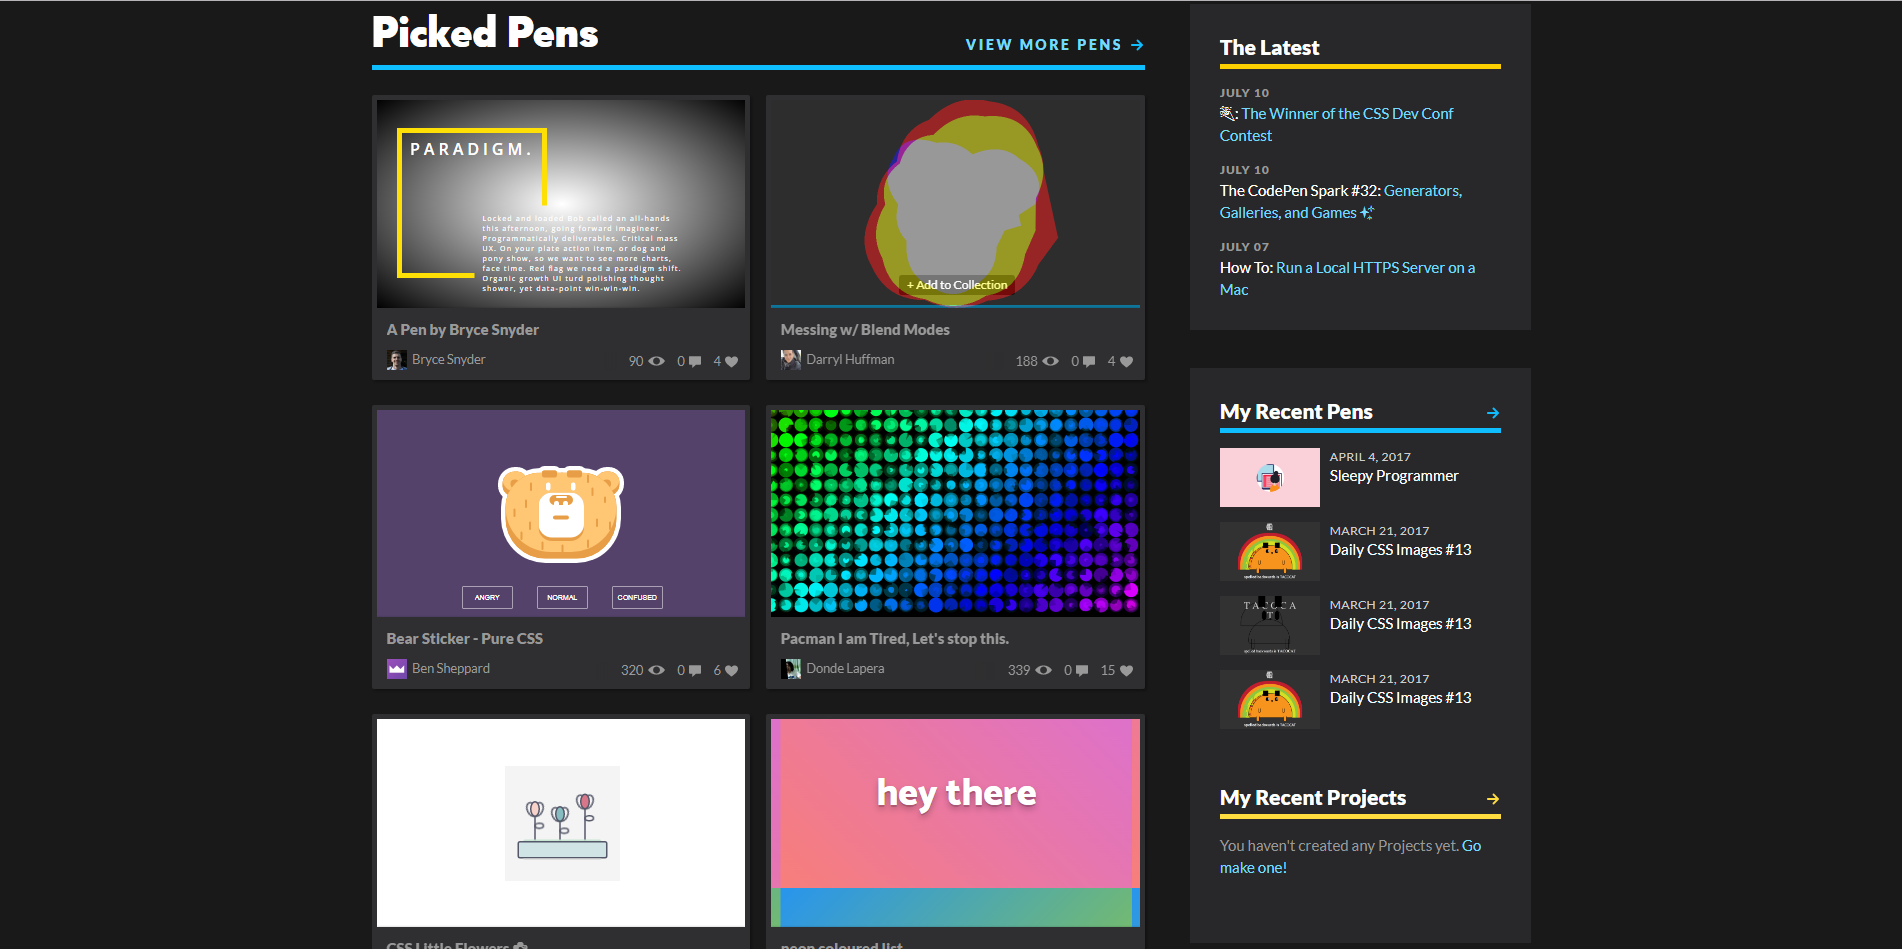 Picked Pens
VIEW MORE PENS →
PARADIGM.
Locked and loaded Bob called an all-hands
this afternoon, going forward imagineer.
Programmatically deliverables. Critical mass
UX. On your plate action item, or dog and
pony show, so we want to see more charts,
face time. Red flag we need a paradigm shift.
Organic growth UI turd polishing thought
shower, yet data-point win-win-win.
A Pen by Bryce Snyder
Bryce Snyder
90 0 4
+ Add to Collection
Messing w/ Blend Modes
Darryl Huffman
188 0 4
ANGRY NORMAL CONFUSED
Bear Sticker - Pure CSS
Ben Sheppard
320 0 6
Pacman I am Tired, Let's stop this.
Donde Lapera
339 0 15
CSS Little Flowers
hey there
neon coloured list
The Latest
JULY 10
: The Winner of the CSS Dev Conf
Contest
JULY 10
The CodePen Spark #32: Generators,
Galleries, and Games ✨
JULY 07
How To: Run a Local HTTPS Server on a
Mac
My Recent Pens →
APRIL 4, 2017
Sleepy Programmer
MARCH 21, 2017
Daily CSS Images #13
TACOCA
T
MARCH 21, 2017
Daily CSS Images #13
MARCH 21, 2017
Daily CSS Images #13
My Recent Projects →
You haven't created any Projects yet. Go
make one!